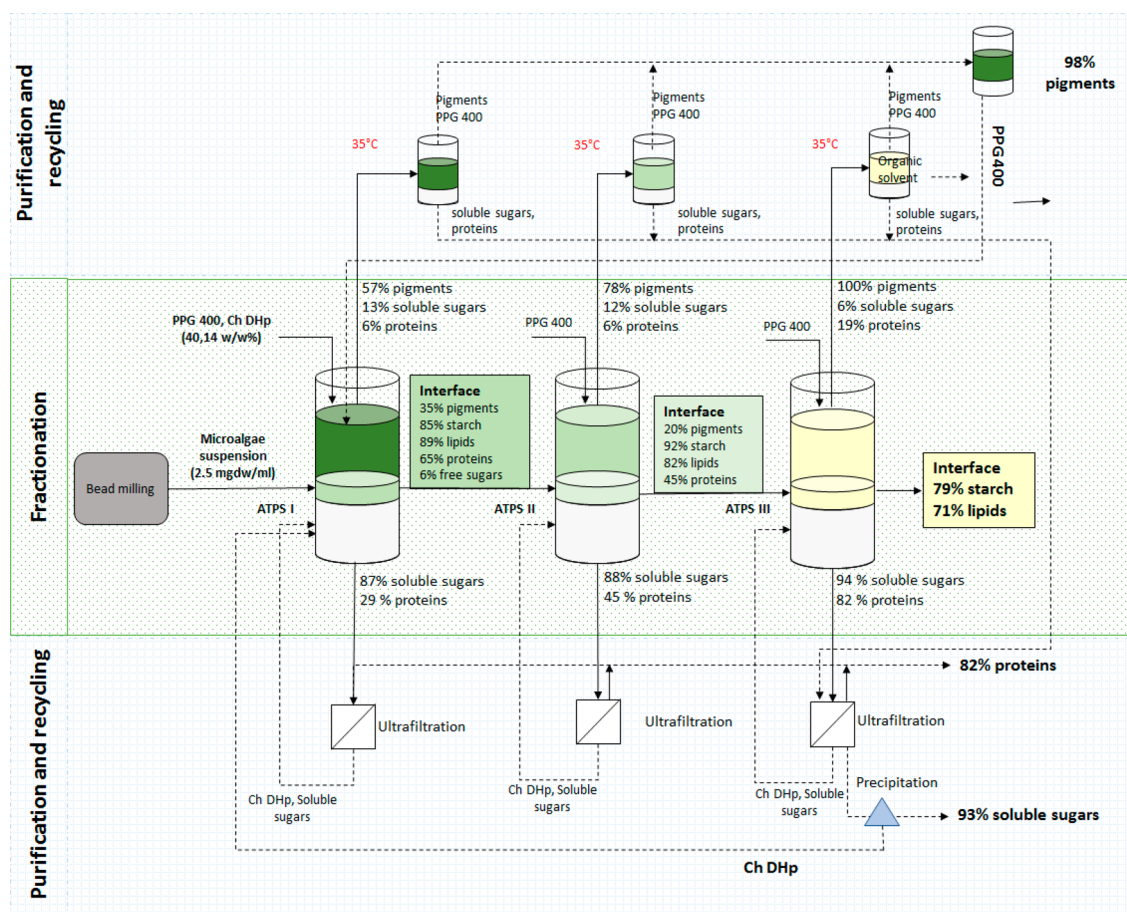 Purification and
recycling
98%
pigments
Pigments
PPG 400
Pigments
PPG 400
Pigments
PPG 400
35°C
35°C
35°C
Organic
solvent
PPG400
soluble sugars,
proteins
soluble sugars,
proteins
soluble sugars,
proteins
Fractionation
57% pigments
13% soluble sugars
6% proteins
78% pigments
12% soluble sugars
6% proteins
100% pigments
6% soluble sugars
19% proteins
PPG 400, Ch DHp
(40,14 w/w%)
PPG 400
PPG 400
Interface
35% pigments
85% starch
89% lipids
65% proteins
6% free sugars
Interface
20% pigments
92% starch
82% lipids
45% proteins
Interface
79% starch
71% lipids
Microalgae
suspension
(2.5 mgdw/ml)
Bead milling
ATPS I
ATPS II
ATPS III
87% soluble sugars
29 % proteins
88% soluble sugars
45 % proteins
94 % soluble sugars
82 % proteins
Purification and recycling
82% proteins
Ultrafiltration
Ultrafiltration
Ultrafiltration
Ch DHp, Soluble
sugars
Ch DHp, Soluble
sugars
Ch DHp, Soluble
sugars
Precipitation
93% soluble sugars
Ch DHp